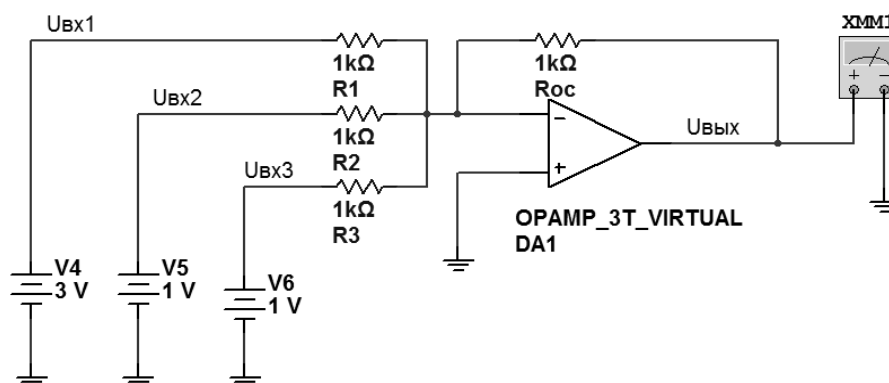 Uвх1
XMM1
1kΩ
R1
1kΩ
Rос
Uвх2
1kΩ
R2
Uвых
Uвх3
1kΩ
R3
OPAMP_3T_VIRTUAL
DA1
V4
3 V
V5
1 V
V6
1 V